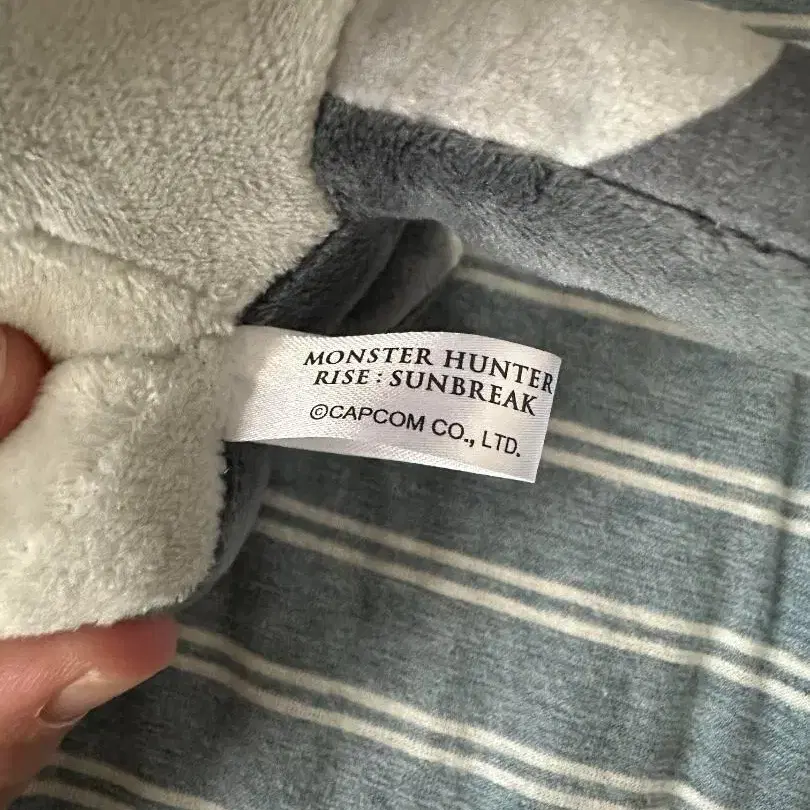 MONSTER HUNTER
RISE : SUNBREAK
©CAPCOM CO., LTD.